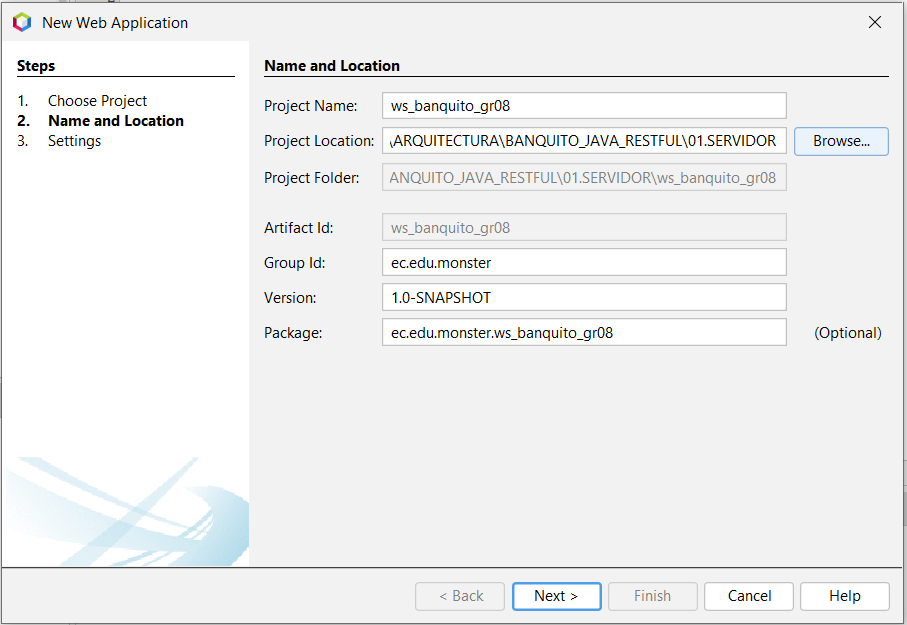 New Web Application
Steps
1. Choose Project
2. Name and Location
3. Settings
Name and Location
Project Name: ws_banquito_gr08
Project Location: \ARQUITECTURA\BANQUITO_JAVA_RESTFUL\01.SERVIDOR Browse...
Project Folder: ANQUITO_JAVA_RESTFUL\01.SERVIDOR\ws_banquito_gr08
Artifact Id: ws_banquito_gr08
Group Id: ec.edu.monster
Version: 1.0-SNAPSHOT
Package: ec.edu.monster.ws_banquito_gr08 (Optional)
< Back Next > Finish Cancel Help